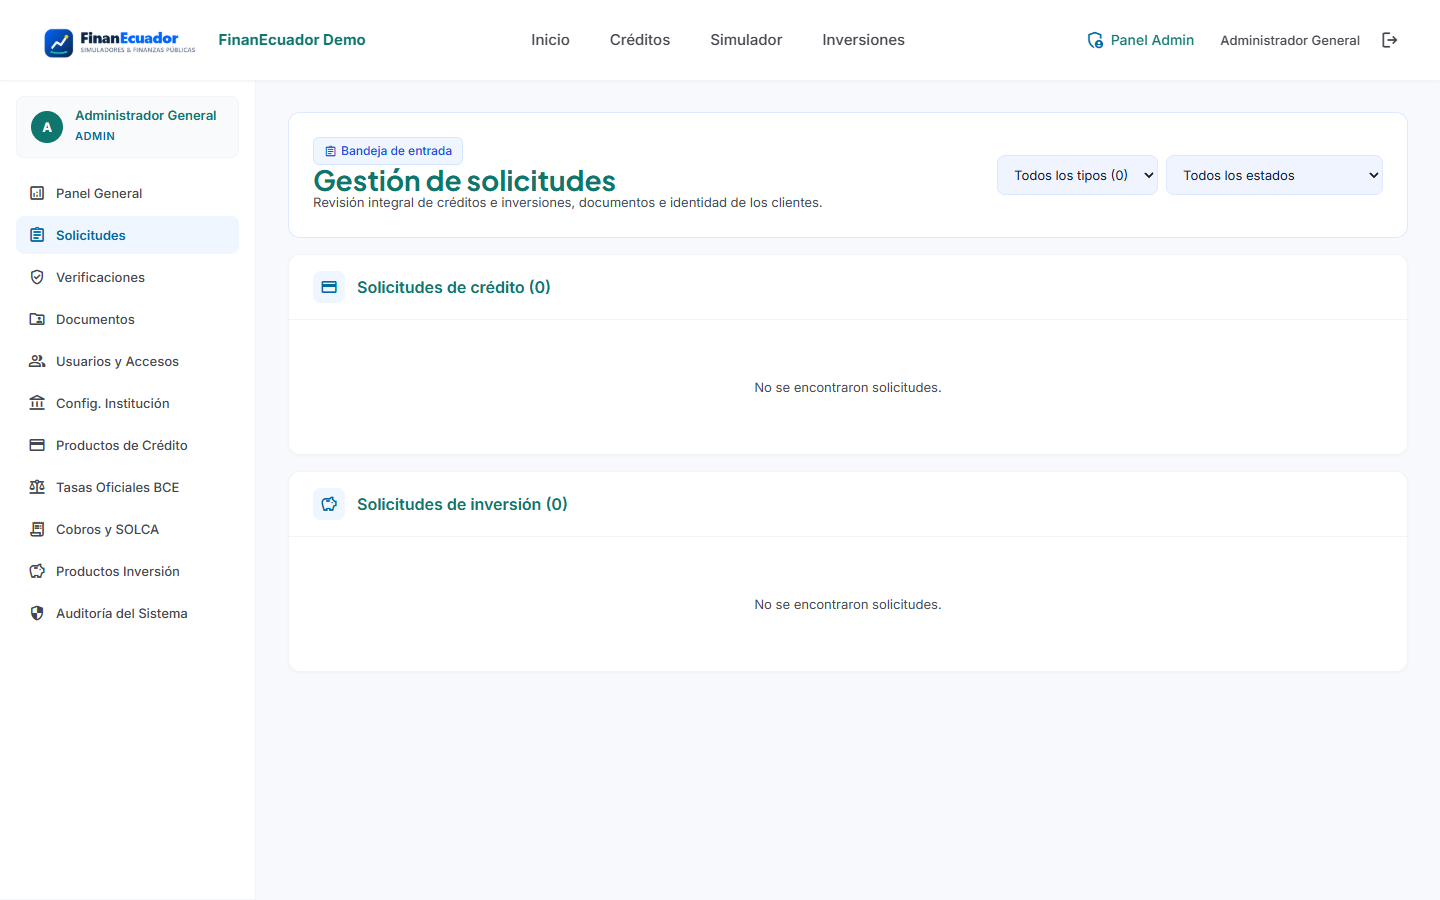 FinanEcuador
SIMULADORES & FINANZAS PÚBLICAS
FinanEcuador Demo
Inicio
Créditos
Simulador
Inversiones
Panel Admin
Administrador General
A
Administrador General
ADMIN
Panel General
Solicitudes
Verificaciones
Documentos
Usuarios y Accesos
Config. Institución
Productos de Crédito
Tasas Oficiales BCE
Cobros y SOLCA
Productos Inversión
Auditoría del Sistema
Bandeja de entrada
Gestión de solicitudes
Revisión integral de créditos e inversiones, documentos e identidad de los clientes.
Todos los tipos (0)
Todos los estados
Solicitudes de crédito (0)
No se encontraron solicitudes.
Solicitudes de inversión (0)
No se encontraron solicitudes.